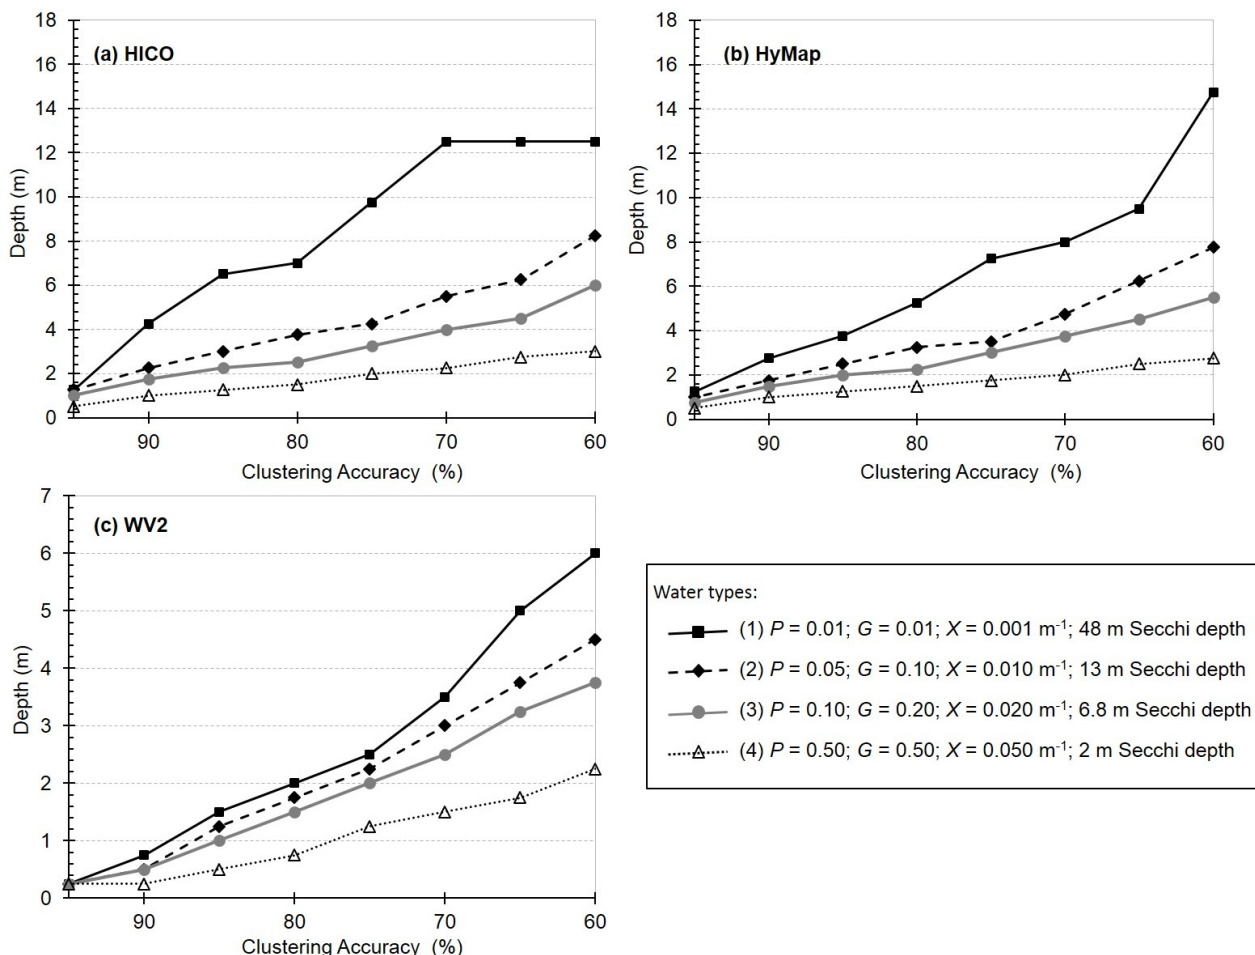 (a) HICO
18
16
14
12
10
8
6
4
2
0
Depth (m)
90 80 70 60
Clustering Accuracy (%)
(b) HyMap
18
16
14
12
10
8
6
4
2
0
Depth (m)
90 80 70 60
Clustering Accuracy (%)
(c) WV2
7
6
5
4
3
2
1
0
Depth (m)
90 80 70 60
Clustering Accuracy (%)
Water types:
(1) P = 0.01; G = 0.01; X = 0.001 m⁻¹; 48 m Secchi depth
(2) P = 0.05; G = 0.10; X = 0.010 m⁻¹; 13 m Secchi depth
(3) P = 0.10; G = 0.20; X = 0.020 m⁻¹; 6.8 m Secchi depth
(4) P = 0.50; G = 0.50; X = 0.050 m⁻¹; 2 m Secchi depth